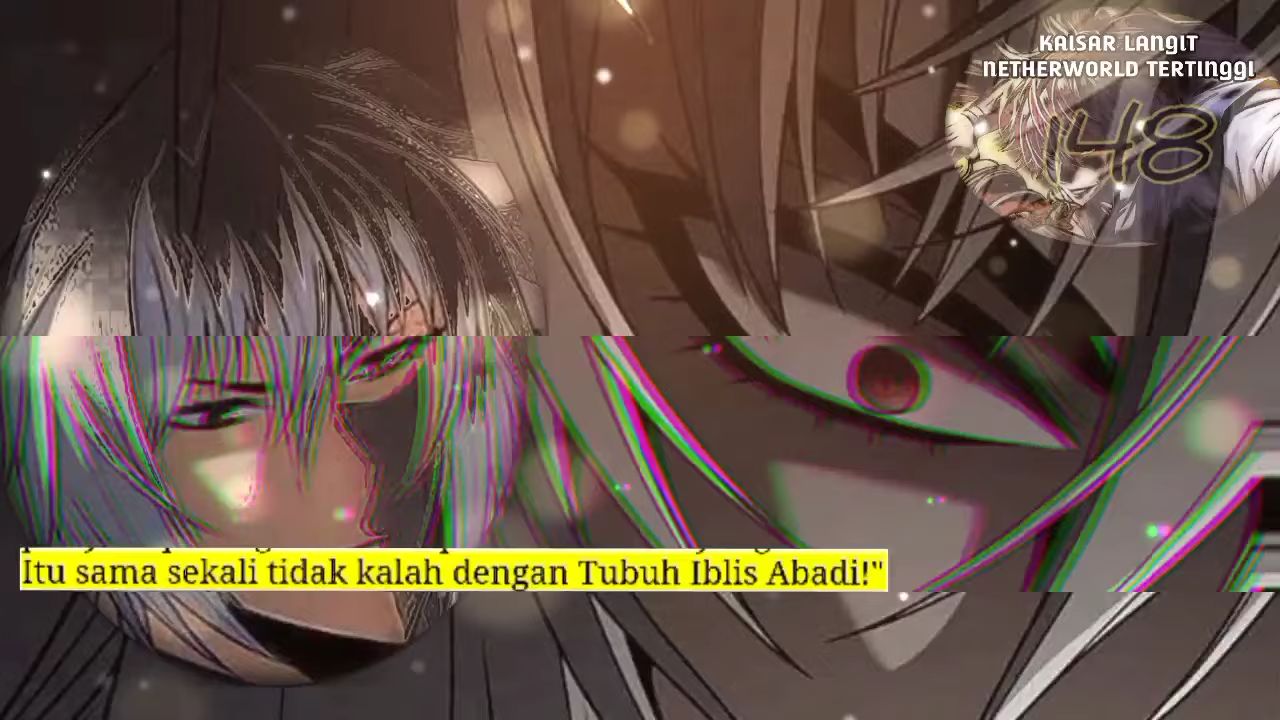 KAISAR LANGIT
NETHERWORLD TERTINGGI
148
Itu sama sekali tidak kalah dengan Tubuh Iblis Abadi!"